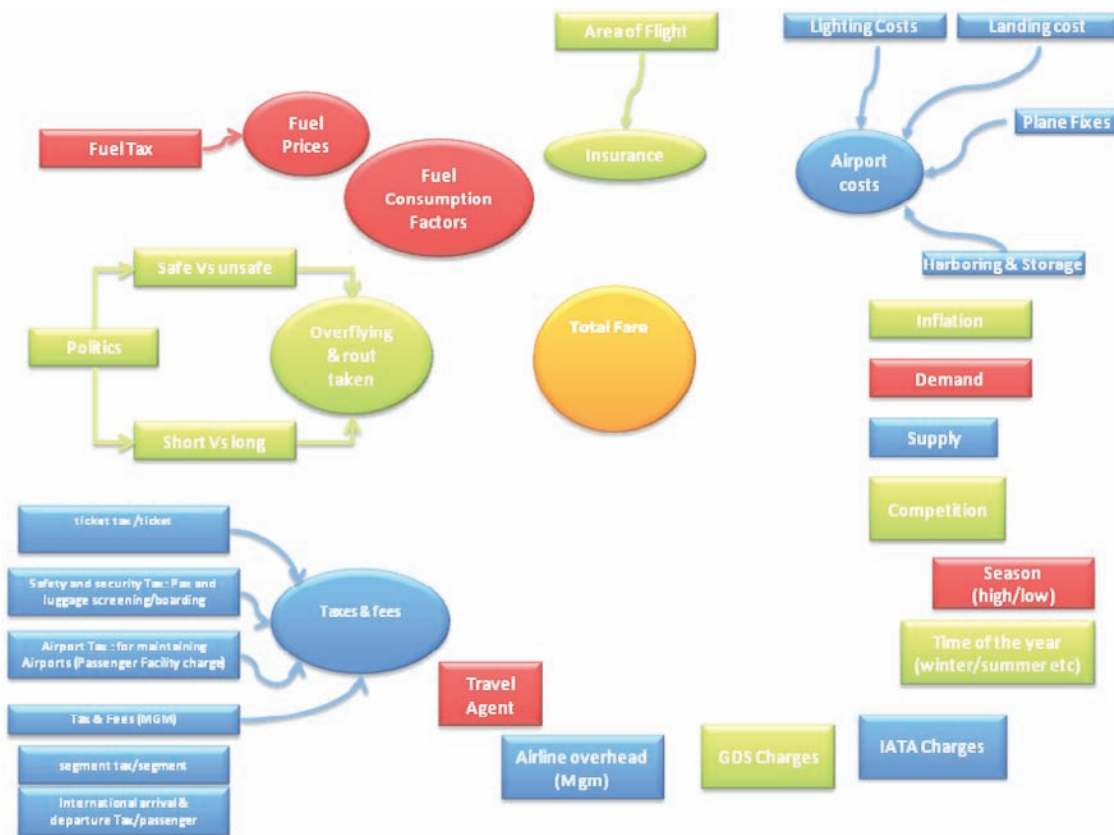 Area of Flight
Lighting Costs
Landing cost
Fuel Tax
Fuel
Prices
Fuel
Consumption
Factors
Insurance
Airport
costs
Plane Fixes
Harboring & Storage
Safe Vs unsafe
Politics
Overflying
& rout
taken
Short Vs long
Total Fare
Inflation
Demand
Supply
Competition
Season
(high/low)
Time of the year
(winter/summer etc)
ticket tax/ticket
Safety and security Tax: Pax and
luggage screening/boarding
Airport Tax : for maintaining
Airports (Passenger Facility charge)
Tax & Fees (MGM)
segment tax/segment
International arrival &
departure Tax/passenger
Taxes & fees
Travel
Agent
Airline overhead
(Mgm)
GDS Charges
IATA Charges